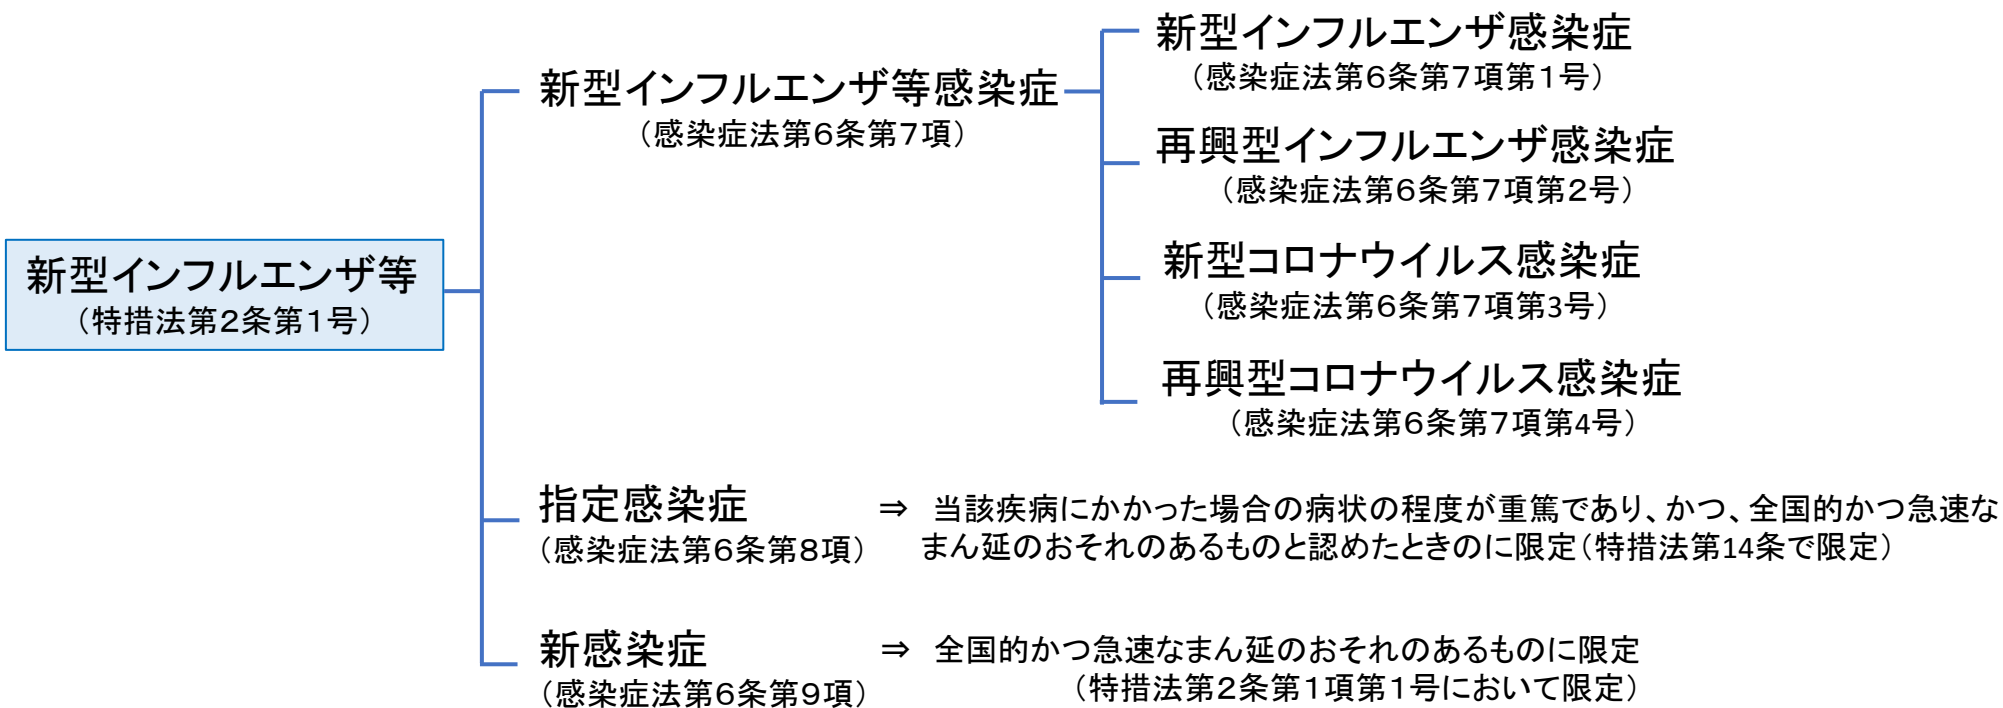 新型インフルエンザ等
（特措法第２条第１号）
新型インフルエンザ等感染症
（感染症法第６条第７項）
新型インフルエンザ感染症
（感染症法第６条第７項第１号）
再興型インフルエンザ感染症
（感染症法第６条第７項第２号）
新型コロナウイルス感染症
（感染症法第６条第７項第3号）
再興型コロナウイルス感染症
（感染症法第６条第７項第4号）
指定感染症
（感染症法第６条第８項）
⇒　当該疾病にかかった場合の病状の程度が重篤であり、かつ、全国的かつ急速な
まん延のおそれのあるものと認めたときのに限定（特措法第14条で限定）
新感染症
（感染症法第６条第９項）
⇒　全国的かつ急速なまん延のおそれのあるものに限定
（特措法第２条第１項第１号において限定）